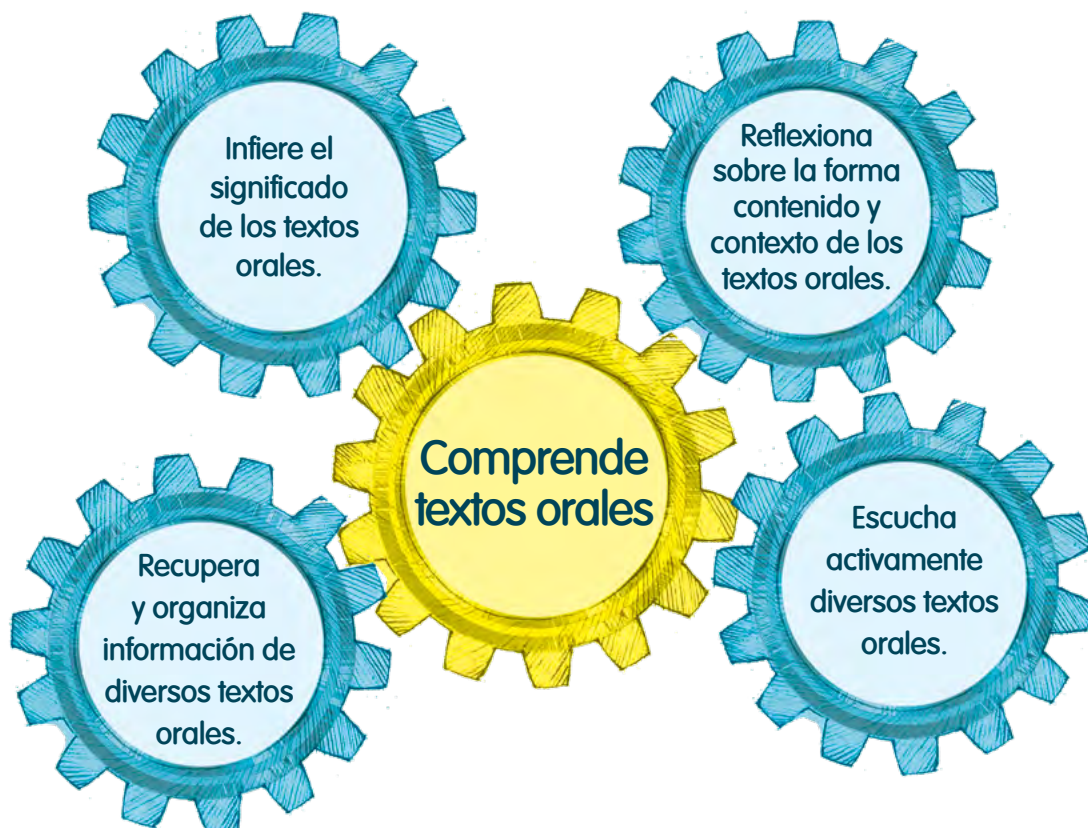 Infiere el
significado
de los textos
orales.
Reflexiona
sobre la forma
contenido y
contexto de los
textos orales.
Comprende
textos orales
Recupera
y organiza
información de
diversos textos
orales.
Escucha
activamente
diversos textos
orales.